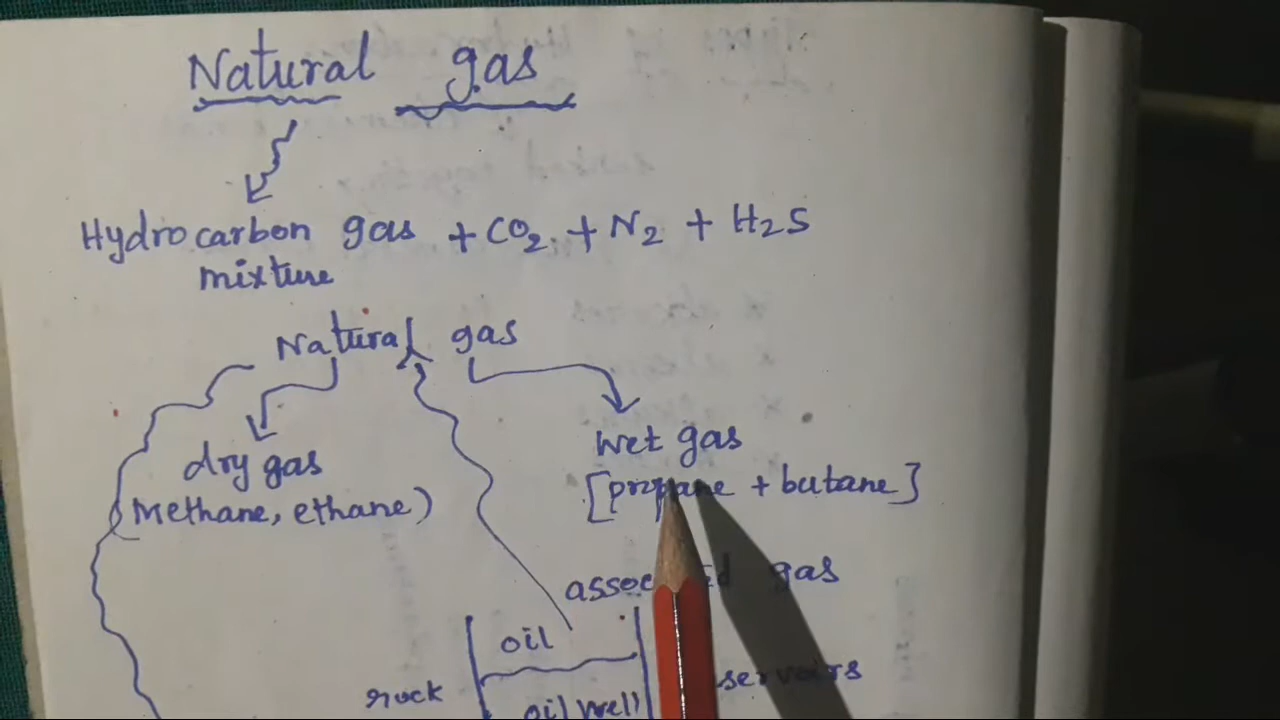 Natural gas
Hydrocarbon gas + CO2 + N2 + H2S
mixture
Natural gas
dry gas
(Methane, ethane)
wet gas
[propane + butane]
gas
oil
rock
oil well